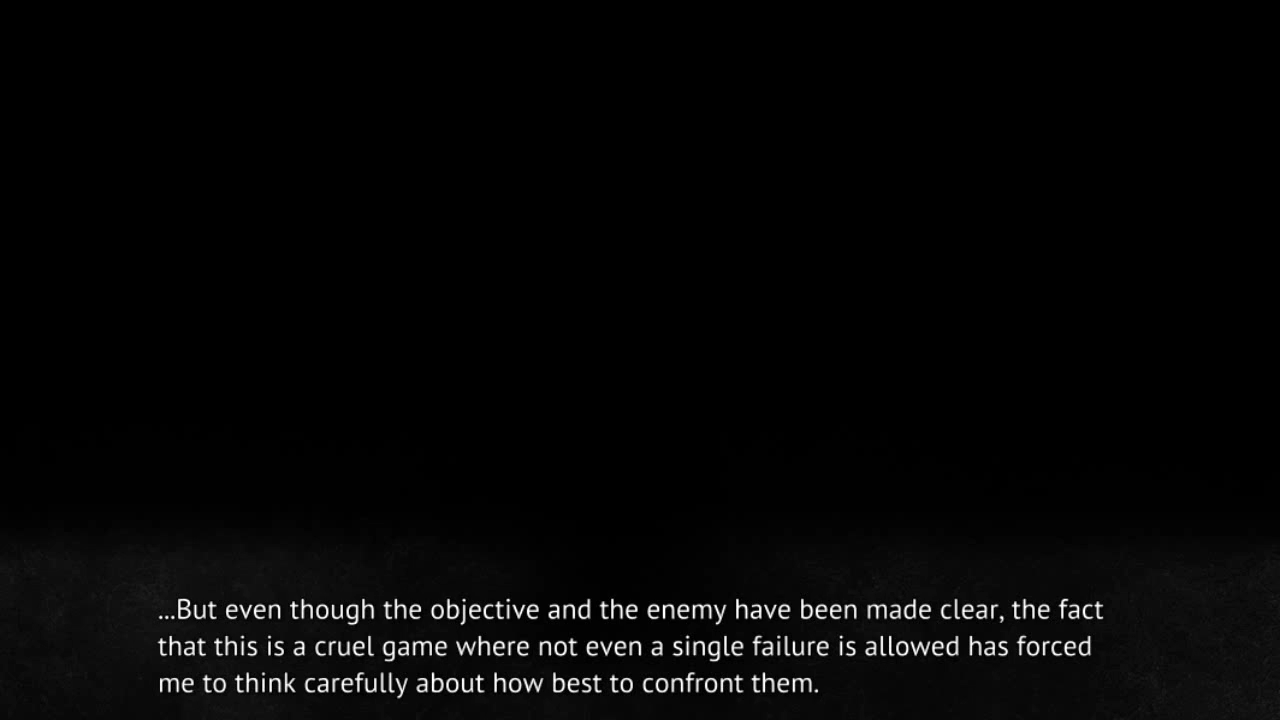 ...But even though the objective and the enemy have been made clear, the fact
that this is a cruel game where not even a single failure is allowed has forced
me to think carefully about how best to confront them.